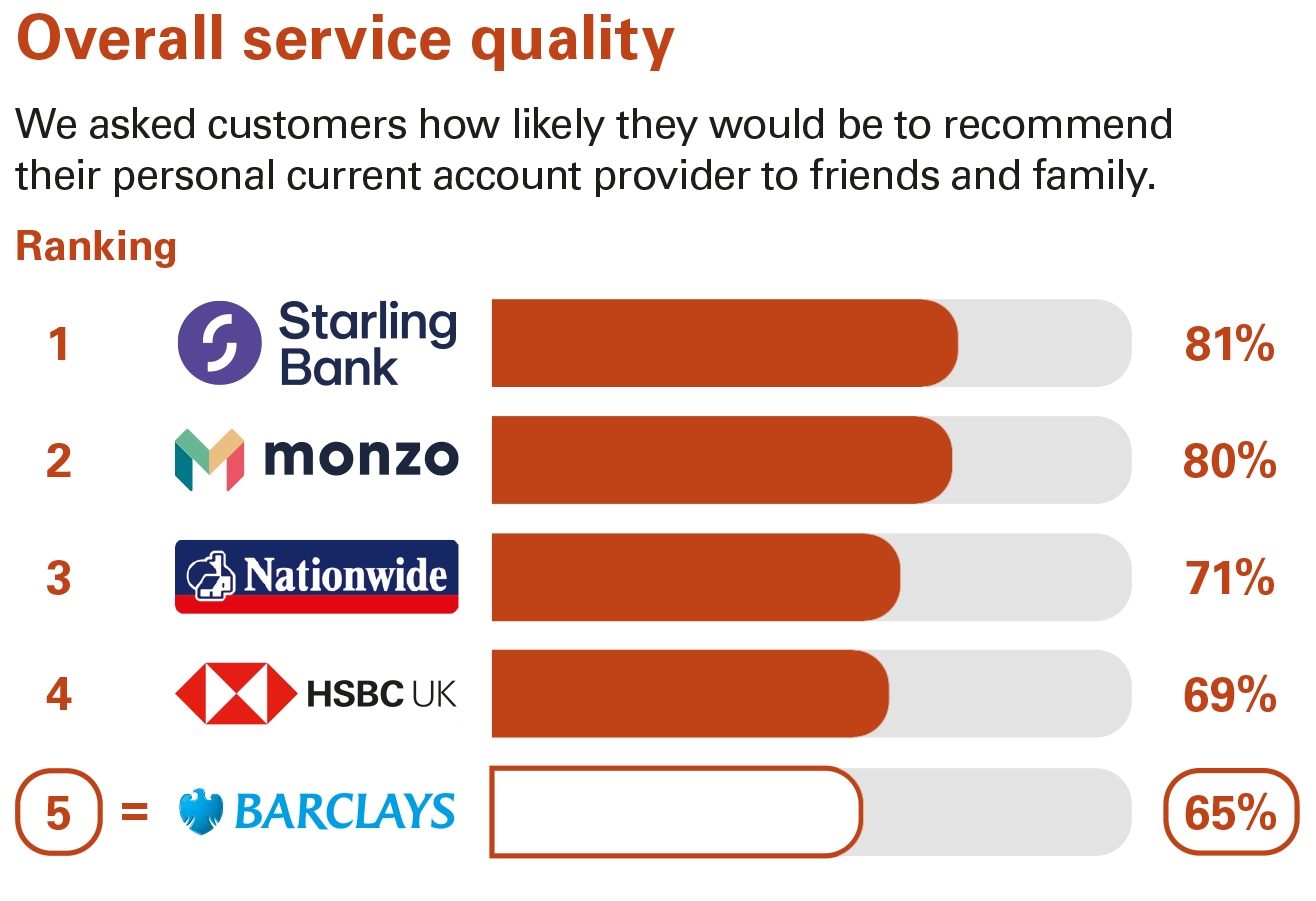 Overall service quality
We asked customers how likely they would be to recommend
their personal current account provider to friends and family.
Ranking
1 Starling Bank 81%
2 monzo 80%
3 Nationwide 71%
4 HSBC UK 69%
5 = BARCLAYS 65%